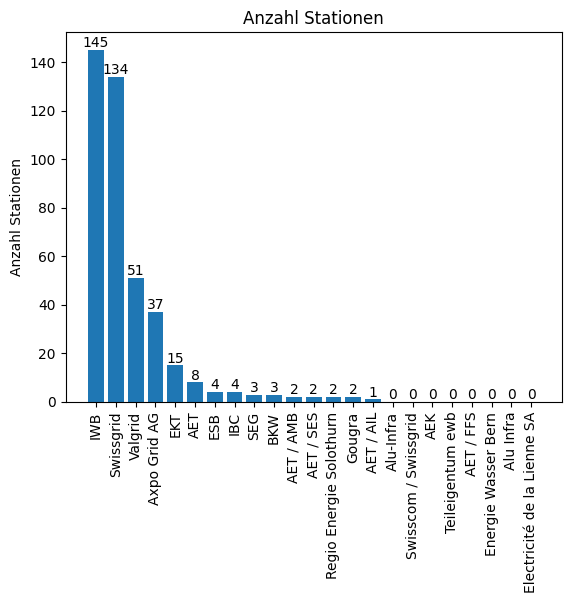 Anzahl Stationen
Anzahl Stationen
140
120
100
80
60
40
20
0
145
134
51
37
15
8
4
4
3
3
2
2
2
2
1
0
0
0
0
0
0
0
0
IWB
Swissgrid
Valgrid
Axpo Grid AG
EKT
AET
ESB
IBC
SEG
BKW
AET / AMB
AET / SES
Regio Energie Solothurn
Gougra
AET / AIL
Alu-Infra
Swisscom / Swissgrid
AEK
Teileigentum ewb
AET / FFS
Energie Wasser Bern
Alu Infra
Electricité de la Lienne SA